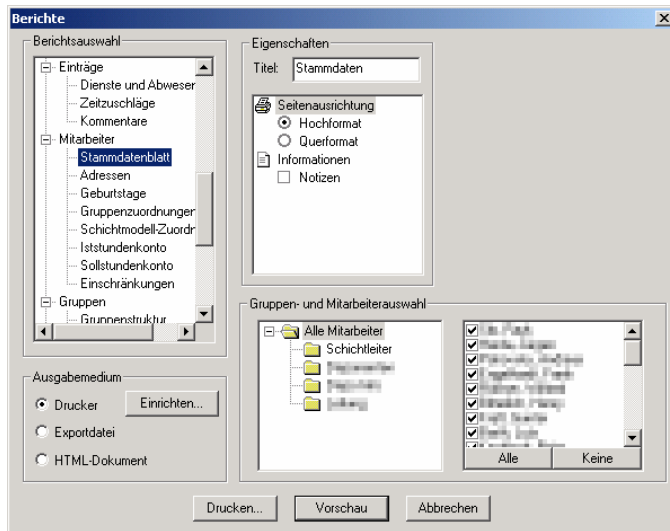 Berichte
Berichtsauswahl
Einträge
Dienste und Abweser
Zeitzuschläge
Kommentare
Mitarbeiter
Stammdatenblatt
Adressen
Geburtstage
Gruppenzuordnungen
Schichtmodell-Zuordr
Iststundenkonto
Sollstundenkonto
Einschränkungen
Gruppen
Gruppenstruktur
Eigenschaften
Titel: Stammdaten
Seitenausrichtung
Hochformat
Querformat
Informationen
Notizen
Ausgabemedium
Drucker
Einrichten...
Exportdatei
HTML-Dokument
Gruppen- und Mitarbeiterauswahl
Alle Mitarbeiter
Schichtleiter
Alle Keine
Drucken... Vorschau Abbrechen